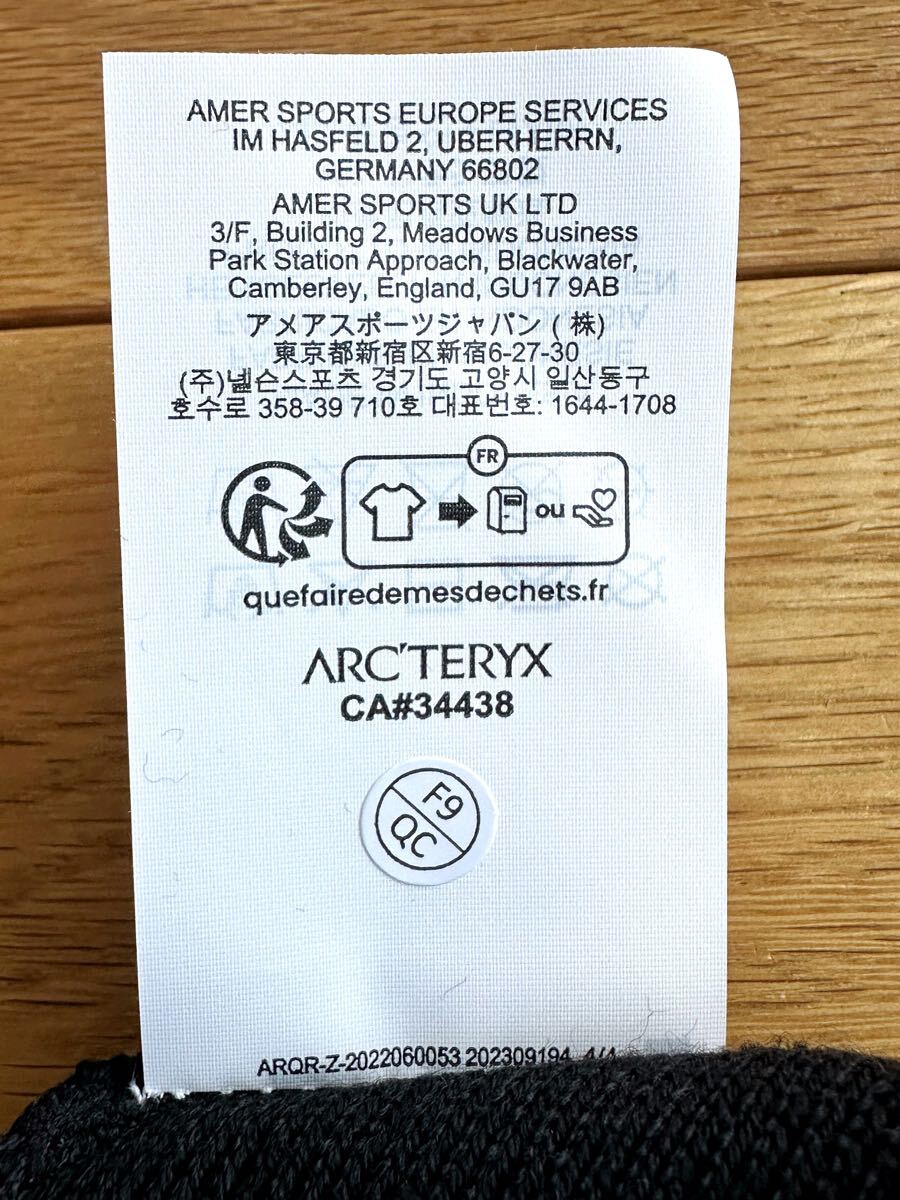 AMER SPORTS EUROPE SERVICES
IM HASFELD 2, UBERHERRN,
GERMANY 66802
AMER SPORTS UK LTD
3/F, Building 2, Meadows Business
Park Station Approach, Blackwater,
Camberley, England, GU17 9AB
アメアスポーツジャパン (株)
東京都新宿区新宿6-27-30
(주)넬슨스포츠 경기도 고양시 일산동구
호수로 358-39 710호 대표번호: 1644-1708
FR
ou
quefairedemesdechets.fr
ARC'TERYX
CA#34438
F9
QC
ARQR-Z-2022060053 202309194 4/4